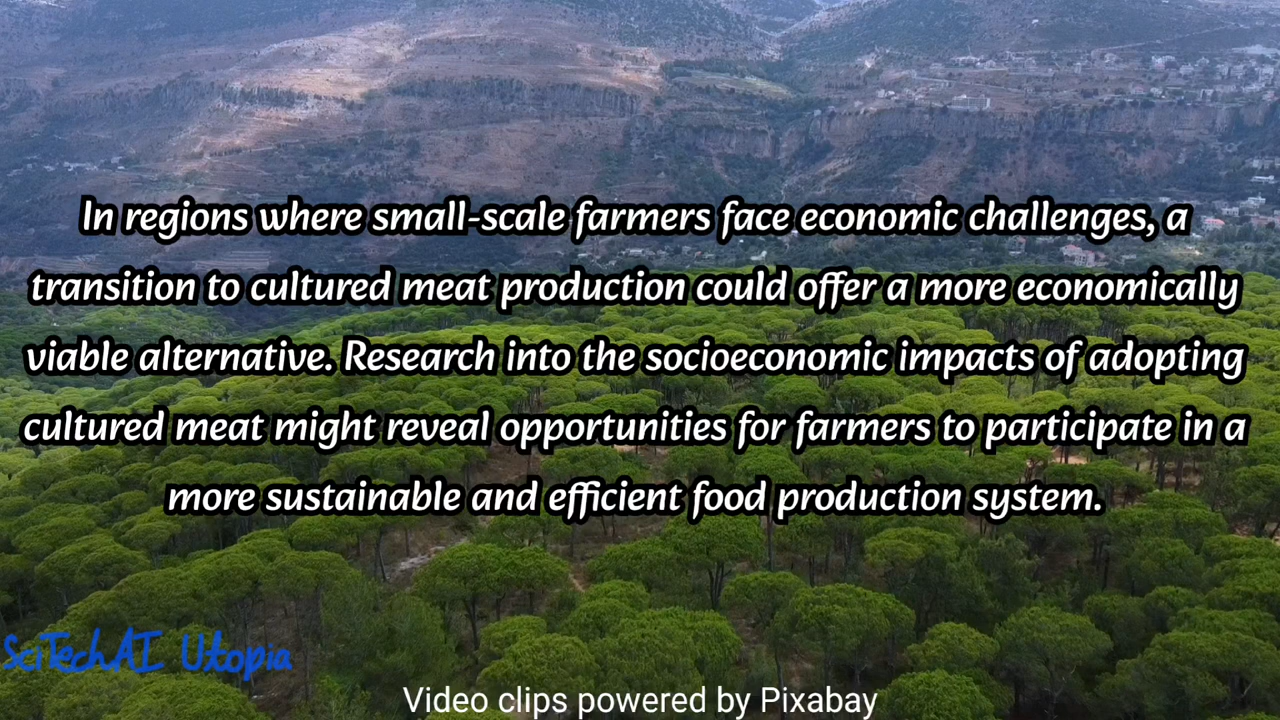 In regions where small-scale farmers face economic challenges, a
transition to cultured meat production could offer a more economically
viable alternative. Research into the socioeconomic impacts of adopting
cultured meat might reveal opportunities for farmers to participate in a
more sustainable and efficient food production system.
SciTechAI Utopia
Video clips powered by Pixabay